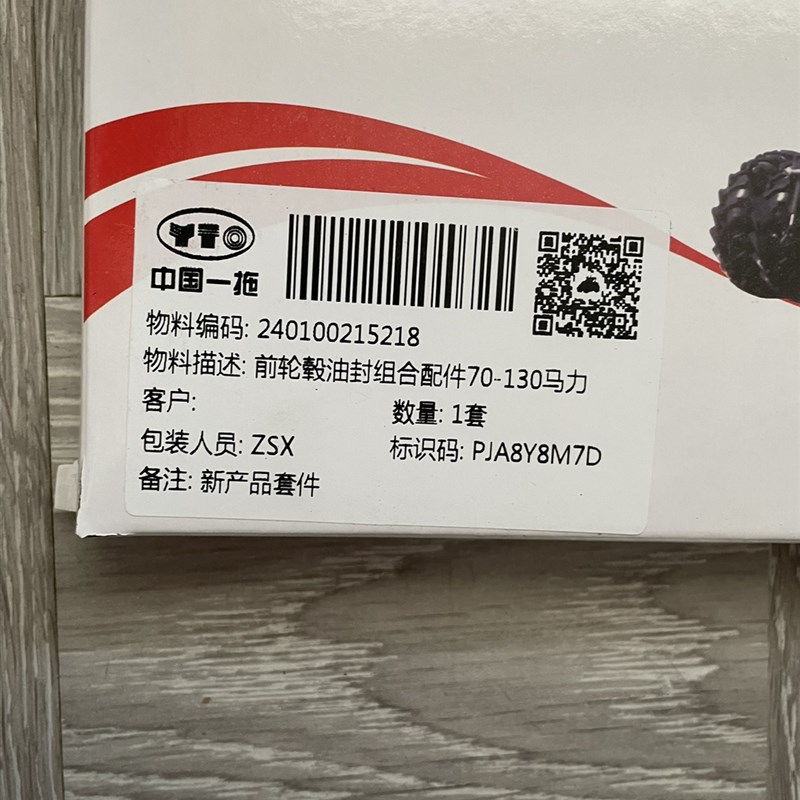 YTO
中国一拖
物料编码: 240100215218
物料描述: 前轮毂油封组合配件70-130马力
客户:
数量: 1套
包装人员: ZSX
标识码: PJA8Y8M7D
备注: 新产品套件